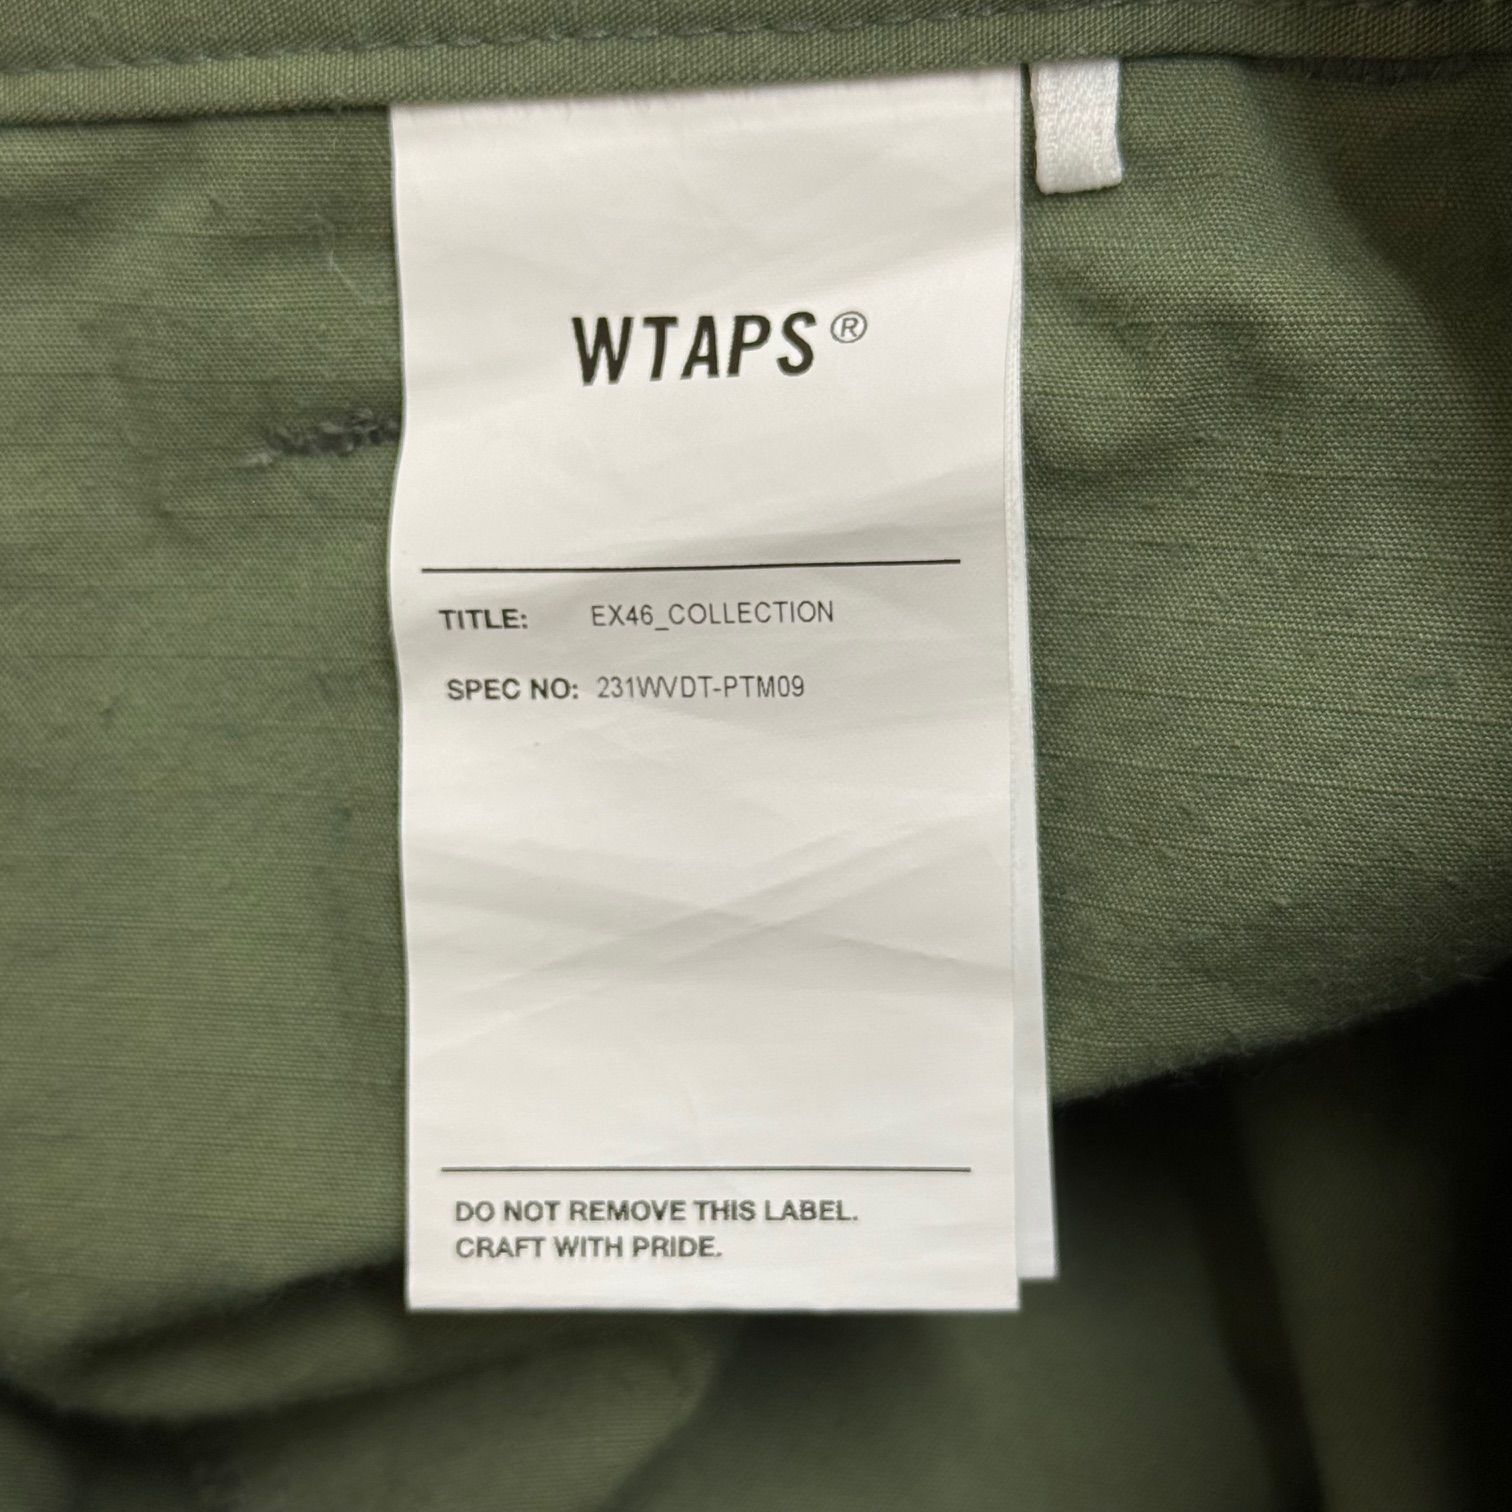 WTAPS®
TITLE: EX46_COLLECTION
SPEC NO: 231WVDT-PTM09
DO NOT REMOVE THIS LABEL.
CRAFT WITH PRIDE.